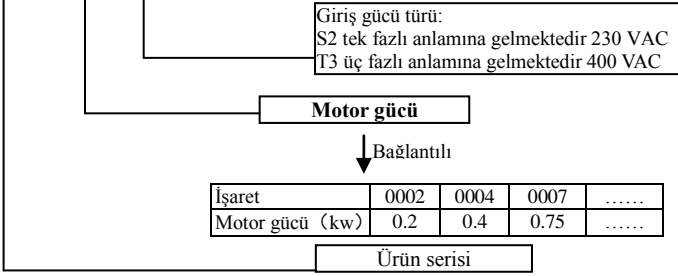 Giriş gücü türü:
S2 tek fazlı anlamına gelmektedir 230 VAC
T3 üç fazlı anlamına gelmektedir 400 VAC
Motor gücü
Bağlantılı
İşaret 0002 0004 0007 ……
Motor gücü（kw） 0.2 0.4 0.75 ……
Ürün serisi